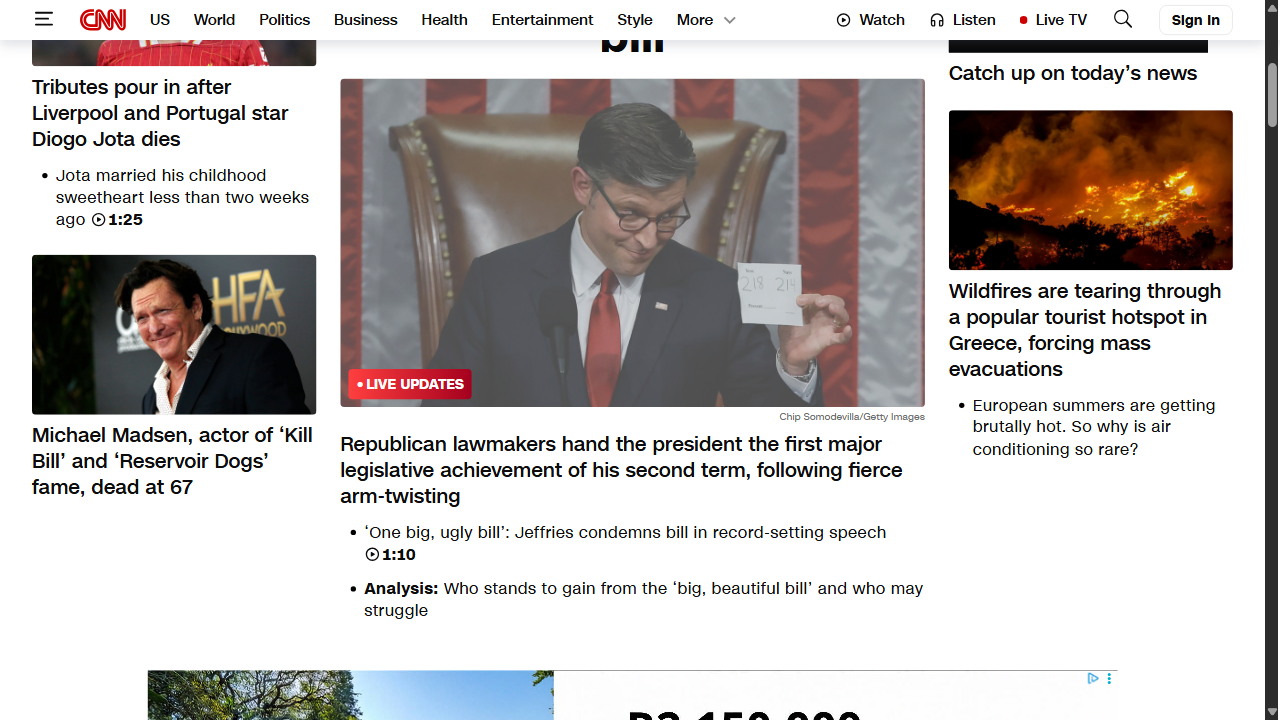 CNN
US
World
Politics
Business
Health
Entertainment
Style
More
Watch
Listen
Live TV
Sign In
Tributes pour in after
Liverpool and Portugal star
Diogo Jota dies
Jota married his childhood
sweetheart less than two weeks
ago 1:25
HFA
HOLLYWOOD
Michael Madsen, actor of ‘Kill
Bill’ and ‘Reservoir Dogs’
fame, dead at 67
bill
218 214
LIVE UPDATES
Chip Somodevilla/Getty Images
Republican lawmakers hand the president the first major
legislative achievement of his second term, following fierce
arm-twisting
‘One big, ugly bill’: Jeffries condemns bill in record-setting speech
1:10
Analysis: Who stands to gain from the ‘big, beautiful bill’ and who may
struggle
Catch up on today’s news
Wildfires are tearing through
a popular tourist hotspot in
Greece, forcing mass
evacuations
European summers are getting
brutally hot. So why is air
conditioning so rare?